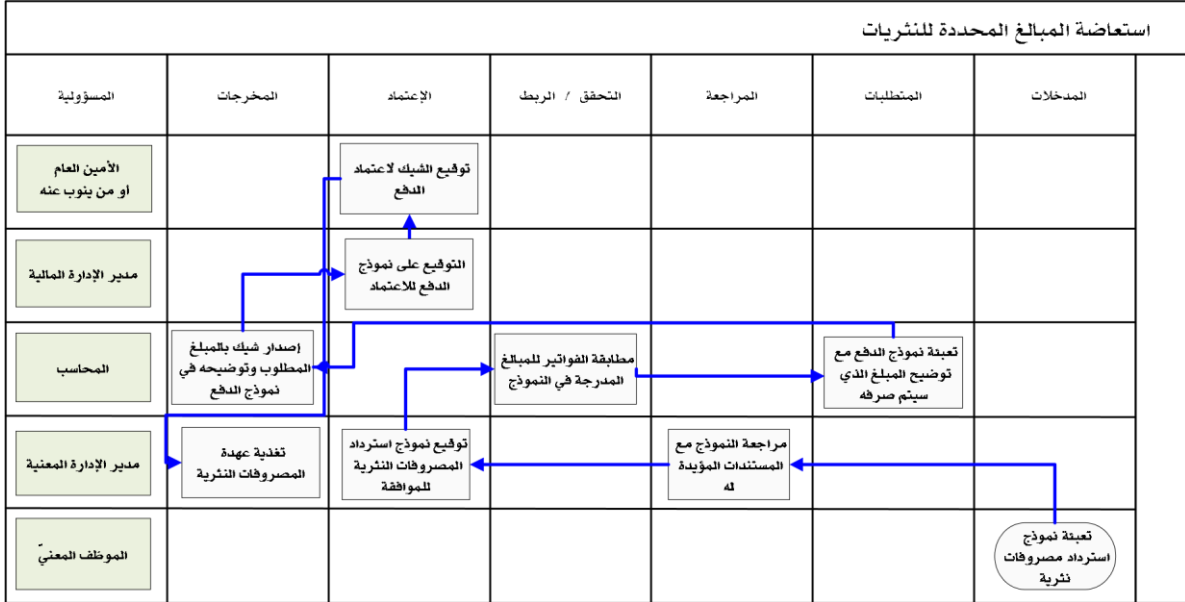 استعاضة المبالغ المحددة للنثريات
المدخلات
المتطلبات
المراجعة
التحقق / الربط
الإعتماد
المخرجات
المسؤولية
توقيع الشيك لاعتماد
الدفع
الأمين العام
أو من ينوب عنه
التوقيع على نموذج
الدفع للاعتماد
مدير الإدارة المالية
تعبئة نموذج الدفع مع
توضيح المبلغ الذي
سيتم صرفه
مطابقة الفواتير للمبالغ
المدرجة في النموذج
إصدار شيك بالمبلغ
المطلوب وتوضيحه في
نموذج الدفع
المحاسب
مراجعة النموذج مع
المستندات المؤيدة
له
توقيع نموذج استرداد
المصروفات النثرية
للموافقة
تغذية عهدة
المصروفات النثرية
مدير الإدارة المعنية
تعبئة نموذج
استرداد مصروفات
نثرية
الموظف المعنيّ